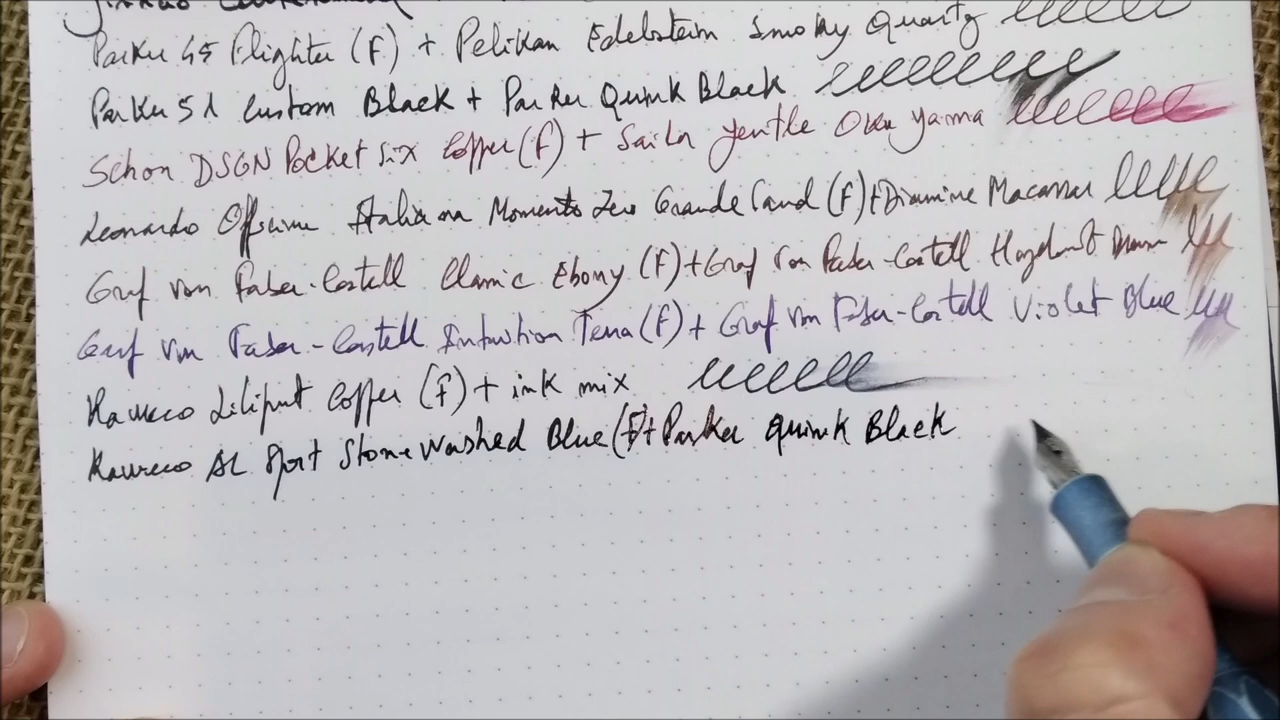 Parker 45 Flighter (F) + Pelikan Edelstein Smoky Quartz
Parker 51 Custom Black + Parker Quink Black
Schon DSGN Pocket Six Copper (F) + Sailor Jentle Oku Yama
Leonardo Officina Italiana Momento Zero Grande (F) + Diamine Macassar
Graf von Faber-Castell Classic Ebony (F) + Graf von Faber-Castell Hazelnut Brown
Graf von Faber-Castell Intuition Terra (F) + Graf von Faber-Castell Violet Blue
Kaweco Liliput Copper (F) + ink mix
Kaweco AL Sport Stonewashed Blue (F) + Parker Quink Black